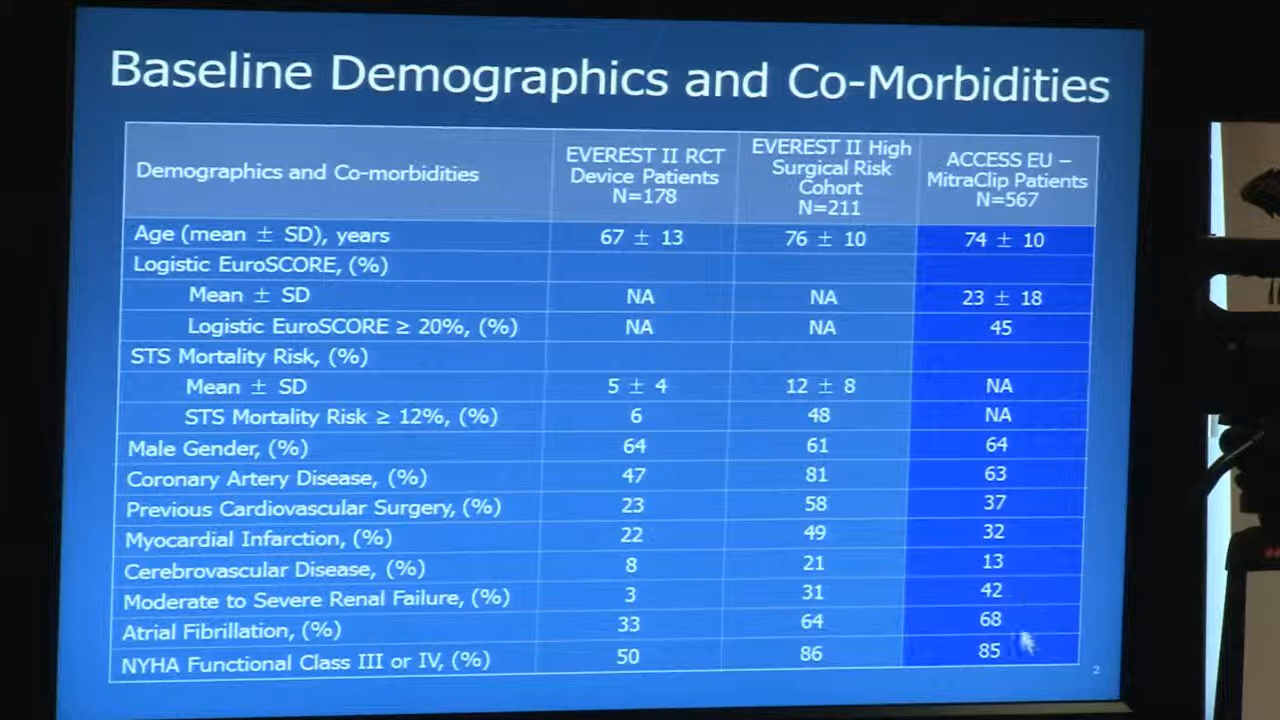 Baseline Demographics and Co-Morbidities
Demographics and Co-morbidities
EVEREST II RCT
Device Patients
N=178
EVEREST II High
Surgical Risk
Cohort
N=211
ACCESS EU –
MitraClip Patients
N=567
Age (mean ± SD), years 67 ± 13 76 ± 10 74 ± 10
Logistic EuroSCORE, (%)
Mean ± SD NA NA 23 ± 18
Logistic EuroSCORE ≥ 20%, (%) NA NA 45
STS Mortality Risk, (%)
Mean ± SD 5 ± 4 12 ± 8 NA
STS Mortality Risk ≥ 12%, (%) 6 48 NA
Male Gender, (%) 64 61 64
Coronary Artery Disease, (%) 47 81 63
Previous Cardiovascular Surgery, (%) 23 58 37
Myocardial Infarction, (%) 22 49 32
Cerebrovascular Disease, (%) 8 21 13
Moderate to Severe Renal Failure, (%) 3 31 42
Atrial Fibrillation, (%) 33 64 68
NYHA Functional Class III or IV, (%) 50 86 85
2